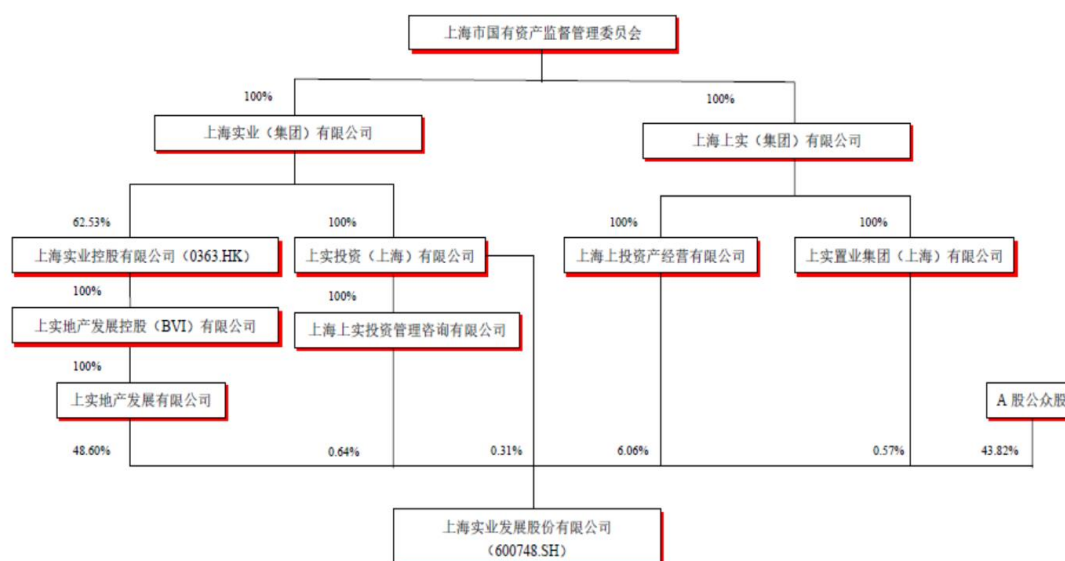 上海市国有资产监督管理委员会
100%
100%
上海实业（集团）有限公司
上海上实（集团）有限公司
62.53%
100%
100%
100%
上海实业控股有限公司（0363.HK）
上实投资（上海）有限公司
上海上投资产经营有限公司
上实置业集团（上海）有限公司
100%
100%
上实地产发展控股（BVI）有限公司
上海上实投资管理咨询有限公司
100%
上实地产发展有限公司
A 股公众股
48.60%
0.64%
0.31%
6.06%
0.57%
43.82%
上海实业发展股份有限公司
（600748.SH）